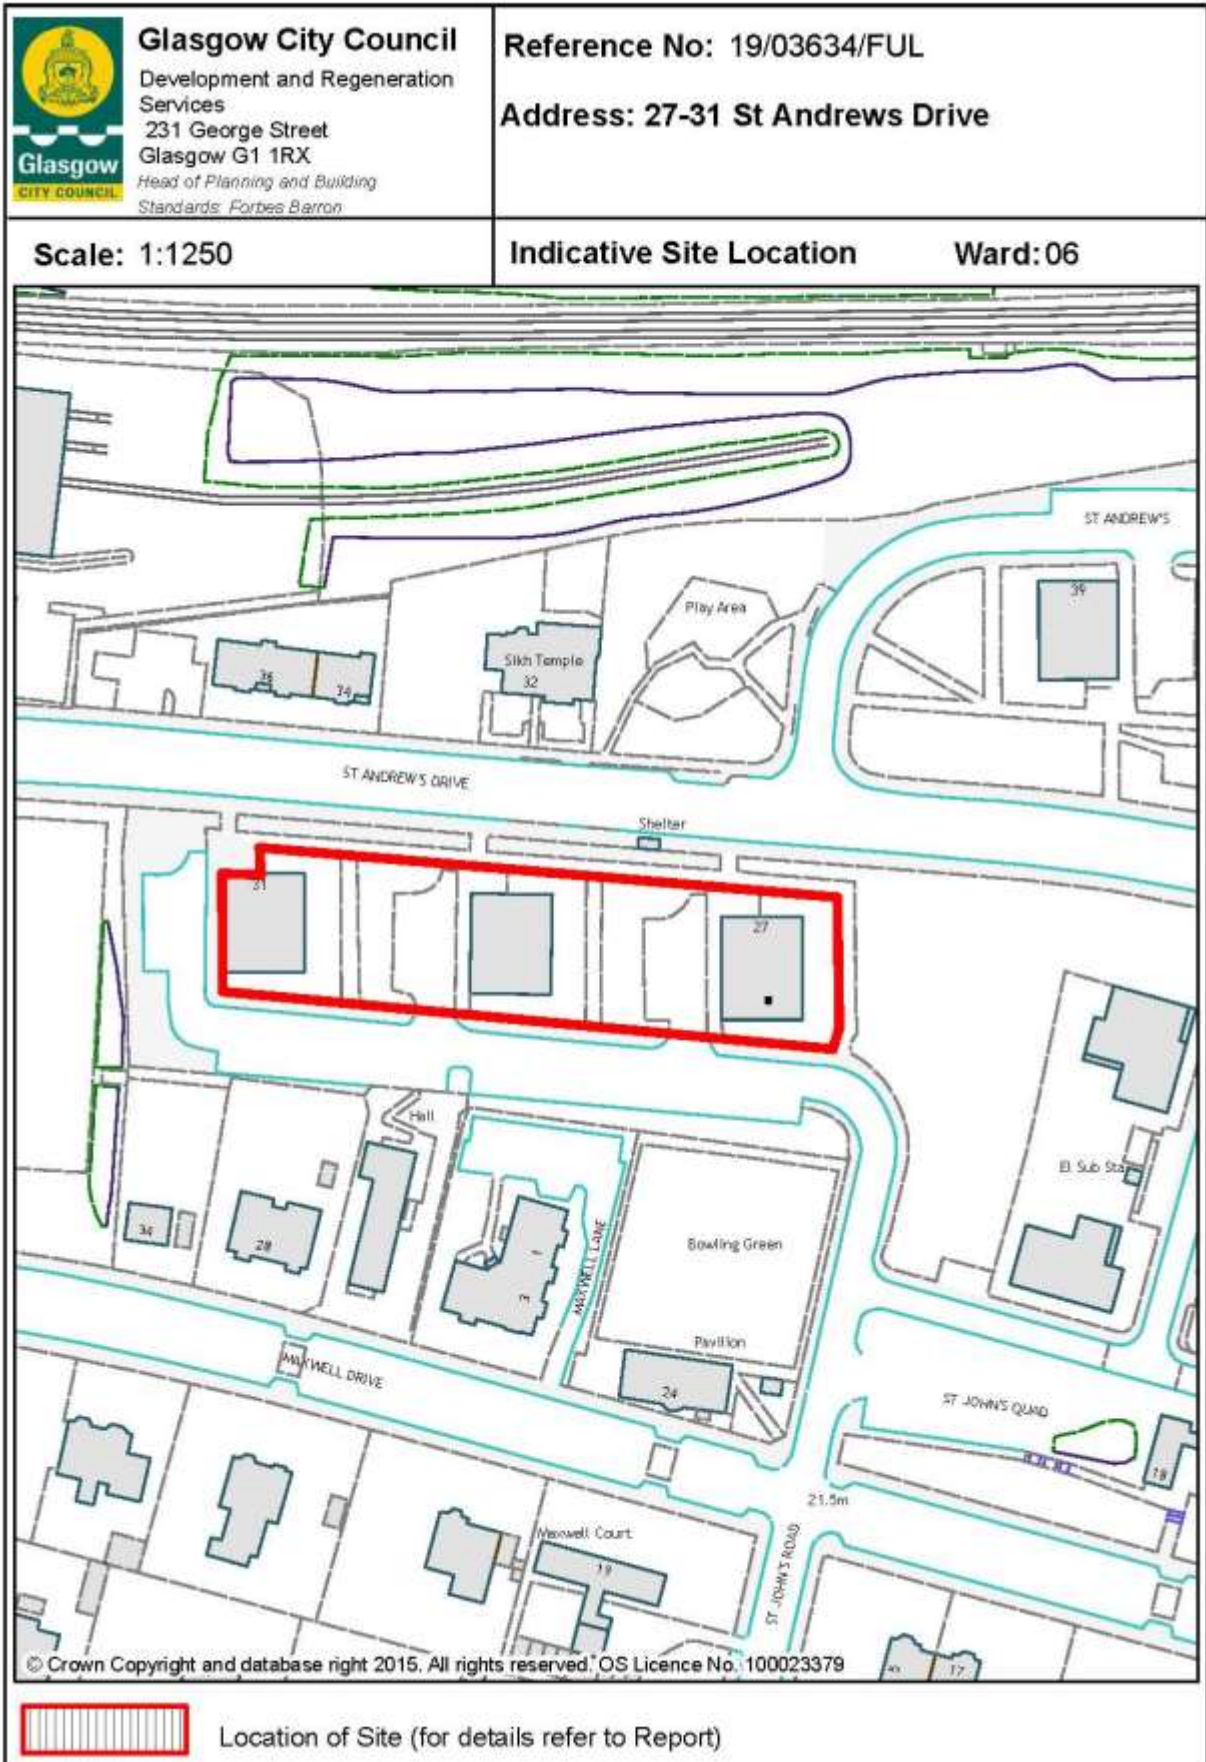 Glasgow City Council
Development and Regeneration
Services
231 George Street
Glasgow G1 1RX
Head of Planning and Building
Standards: Forbes Barron
Glasgow
CITY COUNCIL
Reference No: 19/03634/FUL
Address: 27-31 St Andrews Drive
Scale: 1:1250
Indicative Site Location
Ward: 06
ST ANDREW'S
39
Play Area
Sikh Temple
32
36
34
ST ANDREW'S DRIVE
Shelter
31
27
Hall
El Sub Sta
34
28
1
3
MAXWELL LANE
Bowling Green
Pavilion
24
MAXWELL DRIVE
ST JOHN'S QUAD
18
21.5m
Maxwell Court
19
ST JOHN'S ROAD
17
© Crown Copyright and database right 2015. All rights reserved. OS Licence No. 100023379
Location of Site (for details refer to Report)